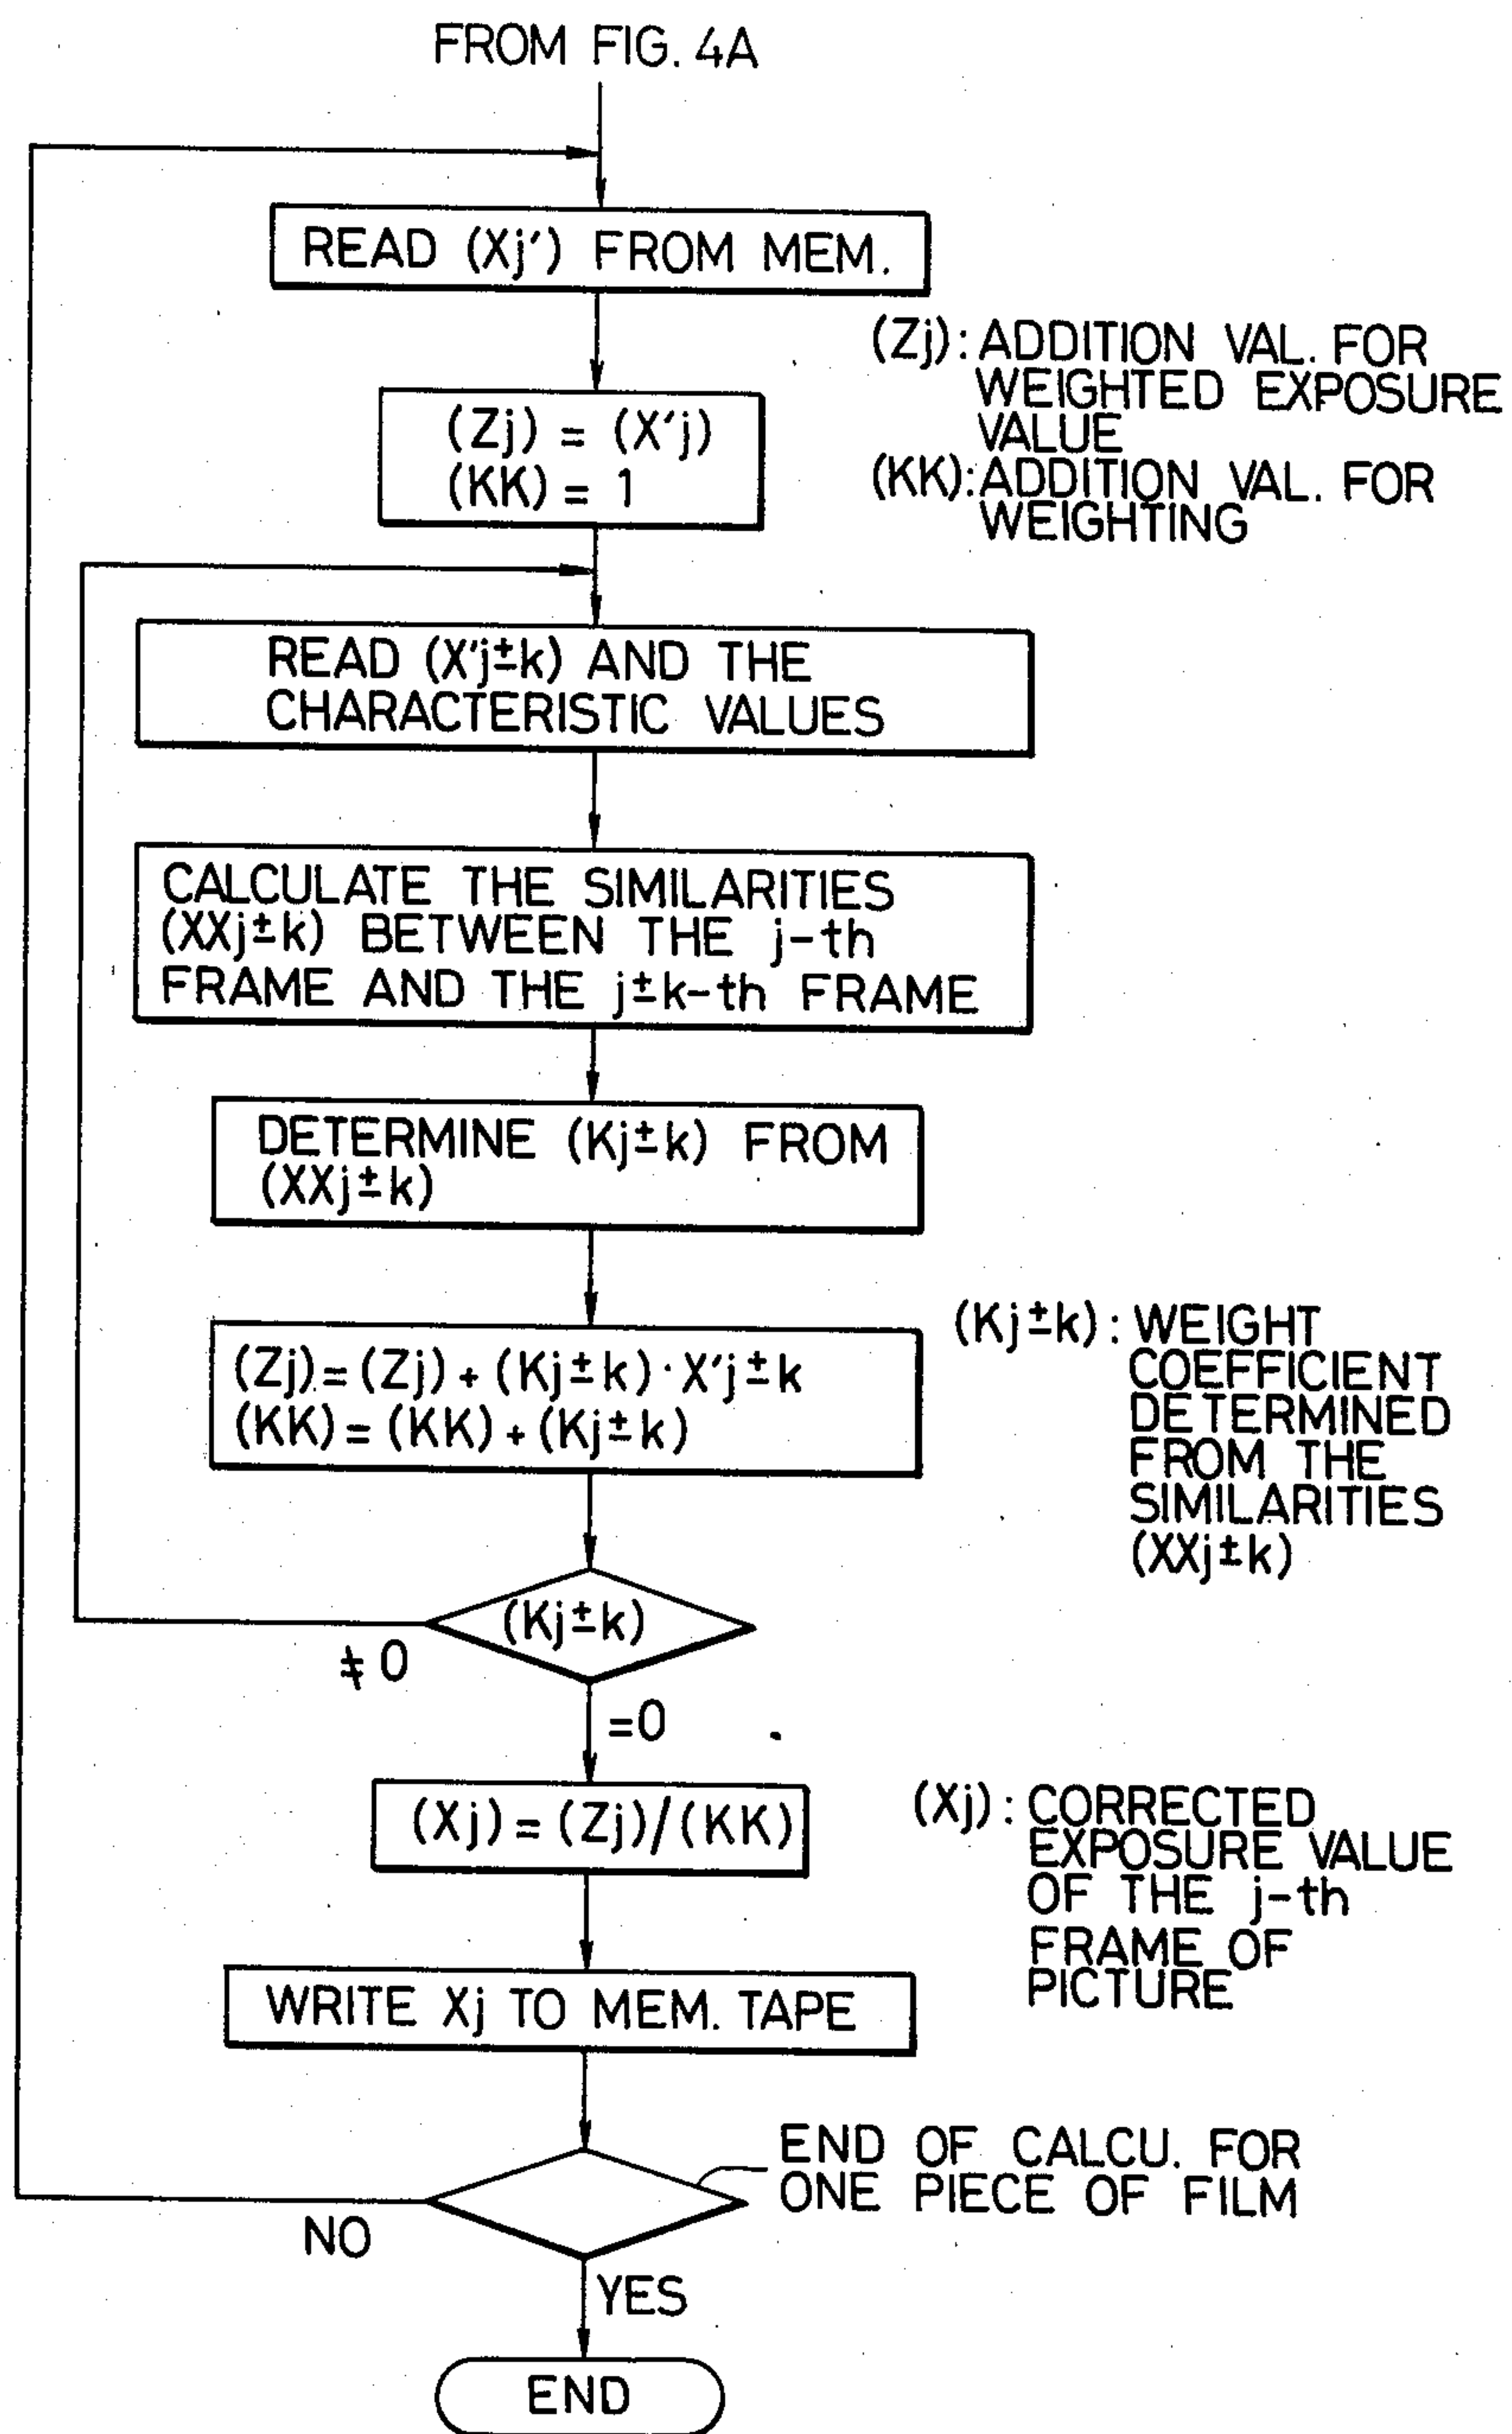 FROM FIG. 4A
READ (Xj') FROM MEM.
(Zj): ADDITION VAL. FOR
WEIGHTED EXPOSURE
VALUE
(KK): ADDITION VAL. FOR
WEIGHTING
(Zj) = (X'j)
(KK) = 1
READ (X'j±k) AND THE
CHARACTERISTIC VALUES
CALCULATE THE SIMILARITIES
(XXj±k) BETWEEN THE j-th
FRAME AND THE j±k-th FRAME
DETERMINE (Kj±k) FROM
(XXj±k)
(Zj) = (Zj) + (Kj±k)·X'j±k
(KK) = (KK) + (Kj±k)
(Kj±k): WEIGHT
COEFFICIENT
DETERMINED
FROM THE
SIMILARITIES
(XXj±k)
(Kj±k)
≠0
=0
(Xj) = (Zj)/(KK)
(Xj): CORRECTED
EXPOSURE VALUE
OF THE j-th
FRAME OF
PICTURE
WRITE Xj TO MEM. TAPE
END OF CALCU. FOR
ONE PIECE OF FILM
NO
YES
END